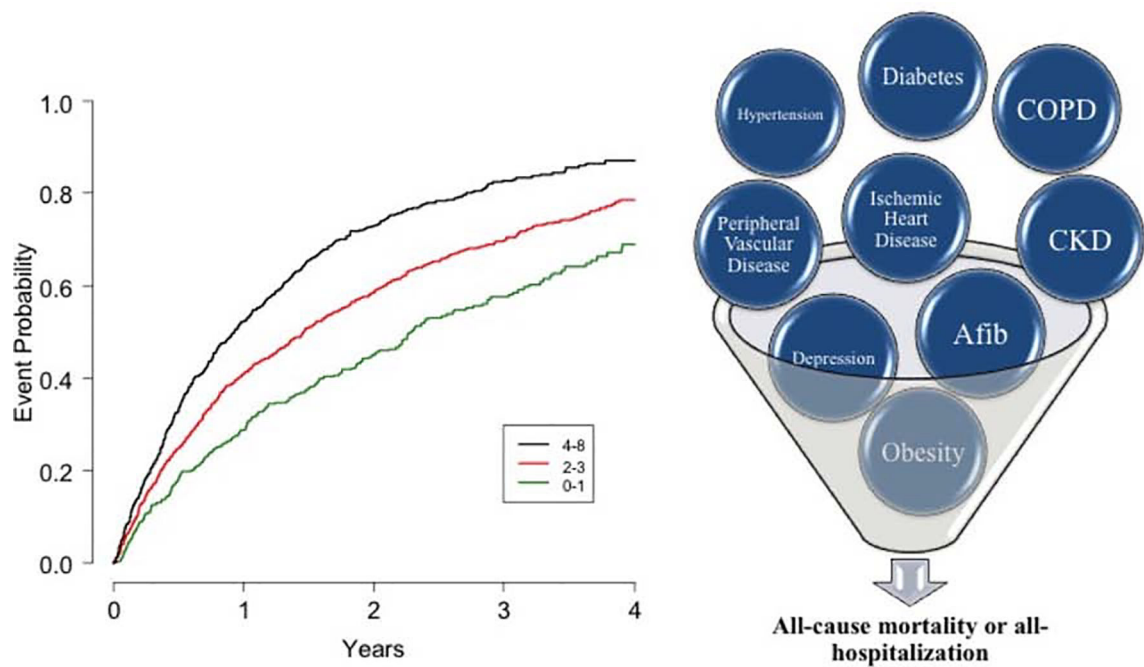 1.0
0.8
0.6
0.4
0.2
0.0
Event Probability
0
1
2
3
4
Years
4-8
2-3
0-1
Diabetes
Hypertension
COPD
Ischemic
Heart
Disease
Peripheral
Vascular
Disease
CKD
Afib
Depression
Obesity
All-cause mortality or all-
hospitalization